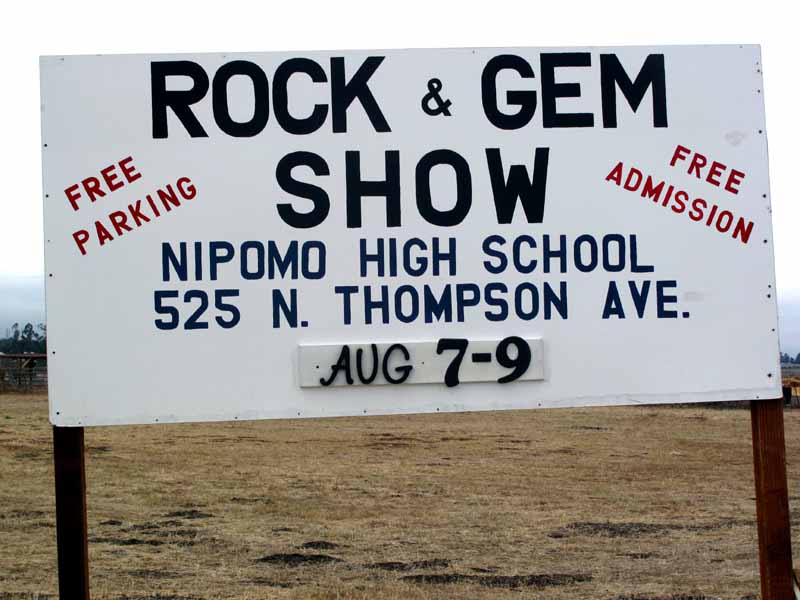 ROCK & GEM
SHOW
FREE
PARKING
FREE
ADMISSION
NIPOMO HIGH SCHOOL
525 N. THOMPSON AVE.
AUG 7-9